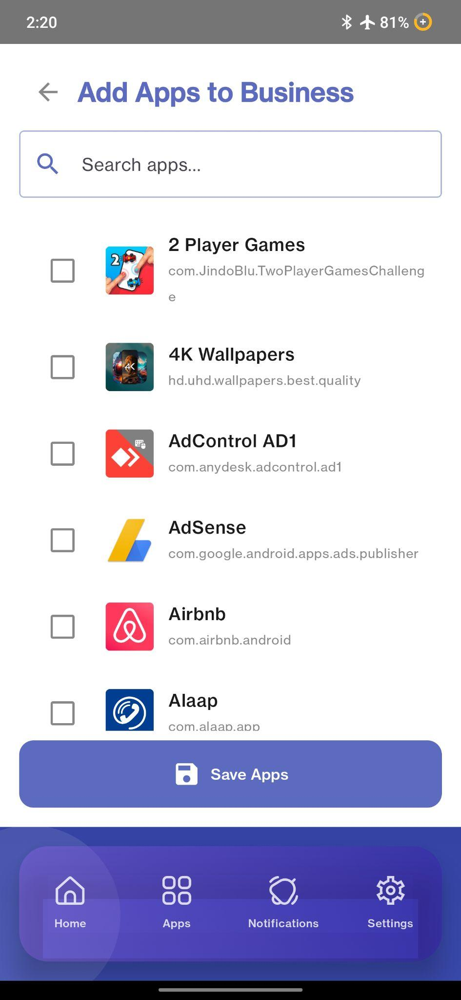 2:20
81%
Add Apps to Business
Search apps...
2 Player Games
com.JindoBlu.TwoPlayerGamesChalleng
e
4K Wallpapers
hd.uhd.wallpapers.best.quality
AdControl AD1
com.anydesk.adcontrol.ad1
AdSense
com.google.android.apps.ads.publisher
Airbnb
com.airbnb.android
Alaap
com.alaap.app
Save Apps
Home
Apps
Notifications
Settings